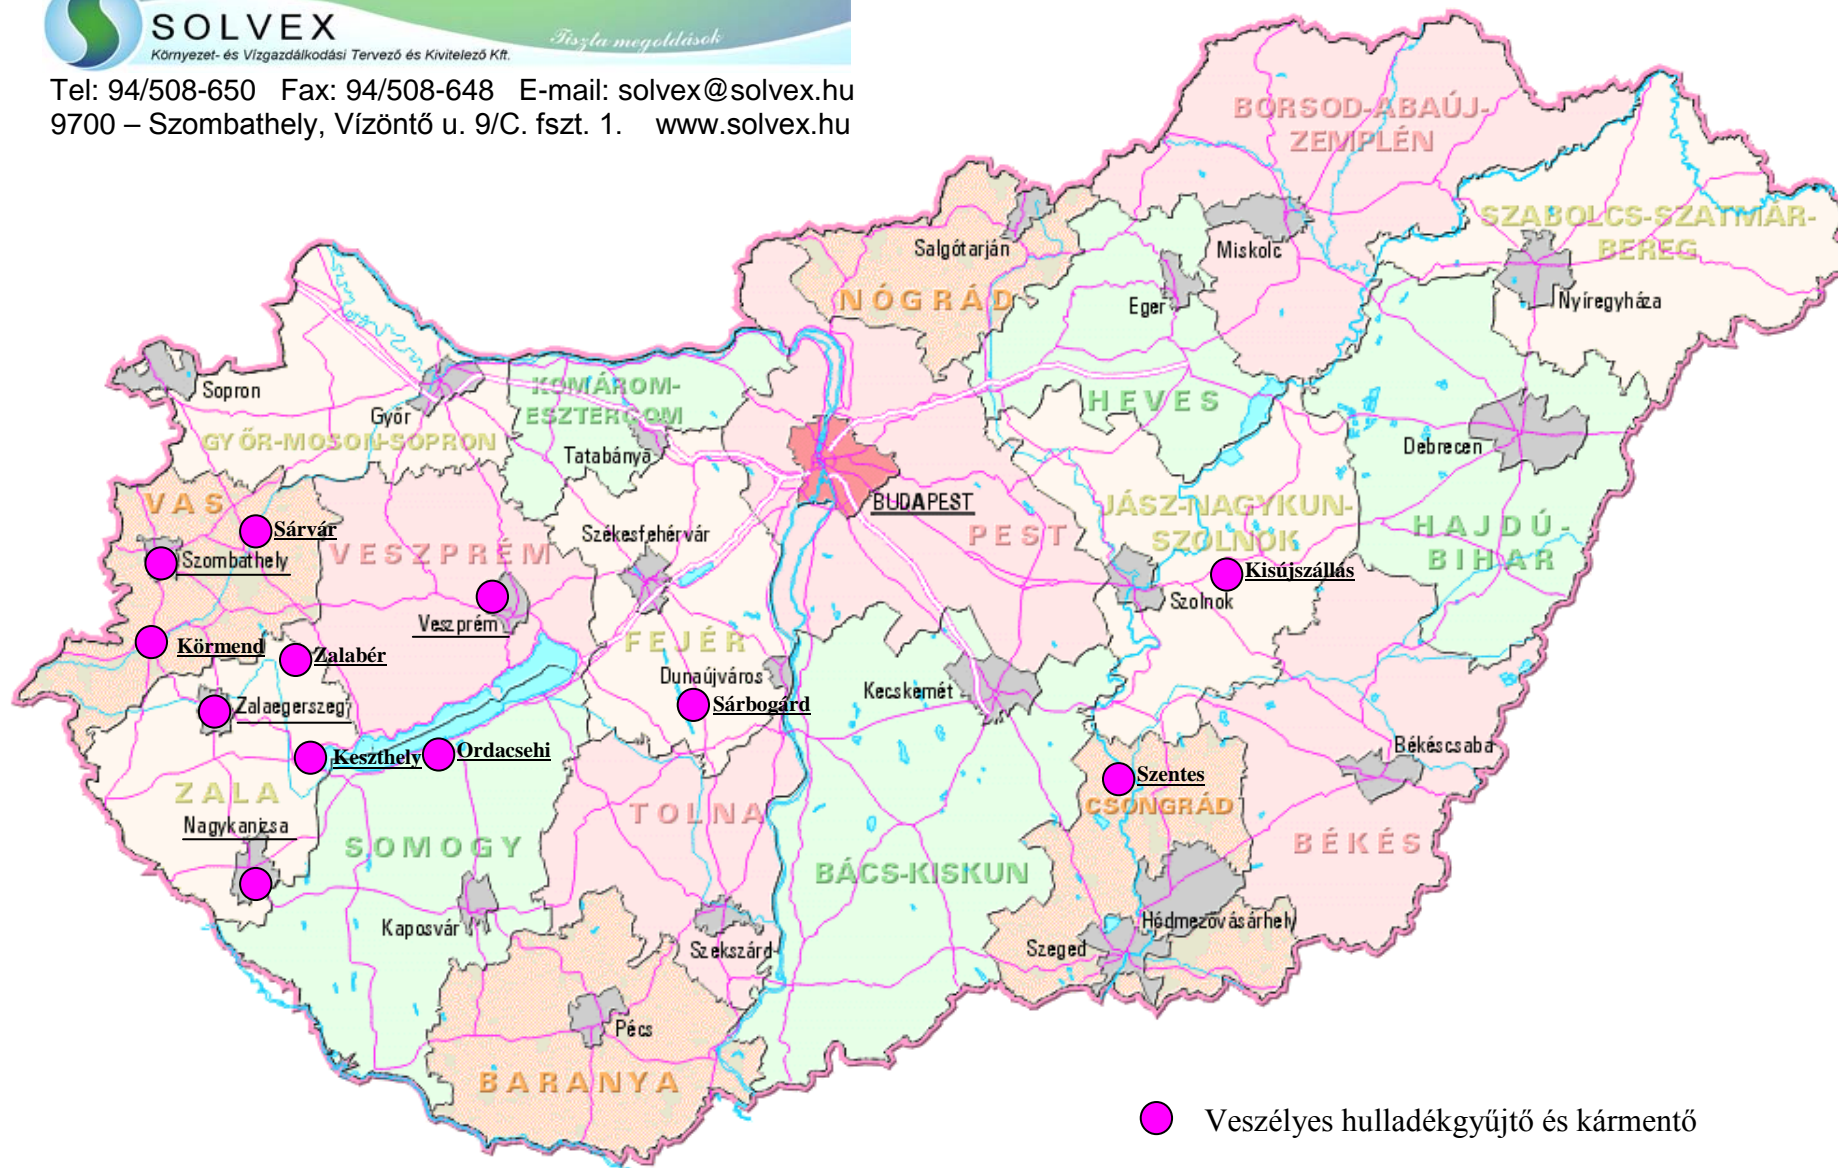 SOLVEX
Környezet- és Vízgazdálkodási Tervező és Kivitelező Kft.
Tiszta megoldások
Tel: 94/508-650 Fax: 94/508-648 E-mail: solvex@solvex.hu
9700 – Szombathely, Vízöntő u. 9/C. fszt. 1. www.solvex.hu
BORSOD-ABAÚJ-
ZEMPLÉN
SZABOLCS-SZATMÁR-
BEREG
Salgótarján
Miskolc
NÓGRÁD
Eger
Nyíregyháza
Sopron
Győr
KOMÁROM-
ESZTERGOM
HEVES
GYŐR-MOSON-SOPRON
Tatabánya
Debrecen
VAS
BUDAPEST
Sárvár
Székesfehérvár
PEST
JÁSZ-NAGYKUN-
SZOLNOK
HAJDÚ-
BIHAR
VESZPRÉM
Szombathely
Kisújszállás
Szolnok
Veszprém
Körmend
Zalabér
FEJÉR
Dunaújváros
Kecskemét
Zalaegerszeg
Sárbogárd
Keszthely
Ordacsehi
Békéscsaba
Szentes
ZALA
CSONGRÁD
TOLNA
Nagykanizsa
SOMOGY
BÉKÉS
BÁCS-KISKUN
Kaposvár
Szekszárd
Hódmezővásárhely
Szeged
Pécs
BARANYA
Veszélyes hulladékgyűjtő és kármentő